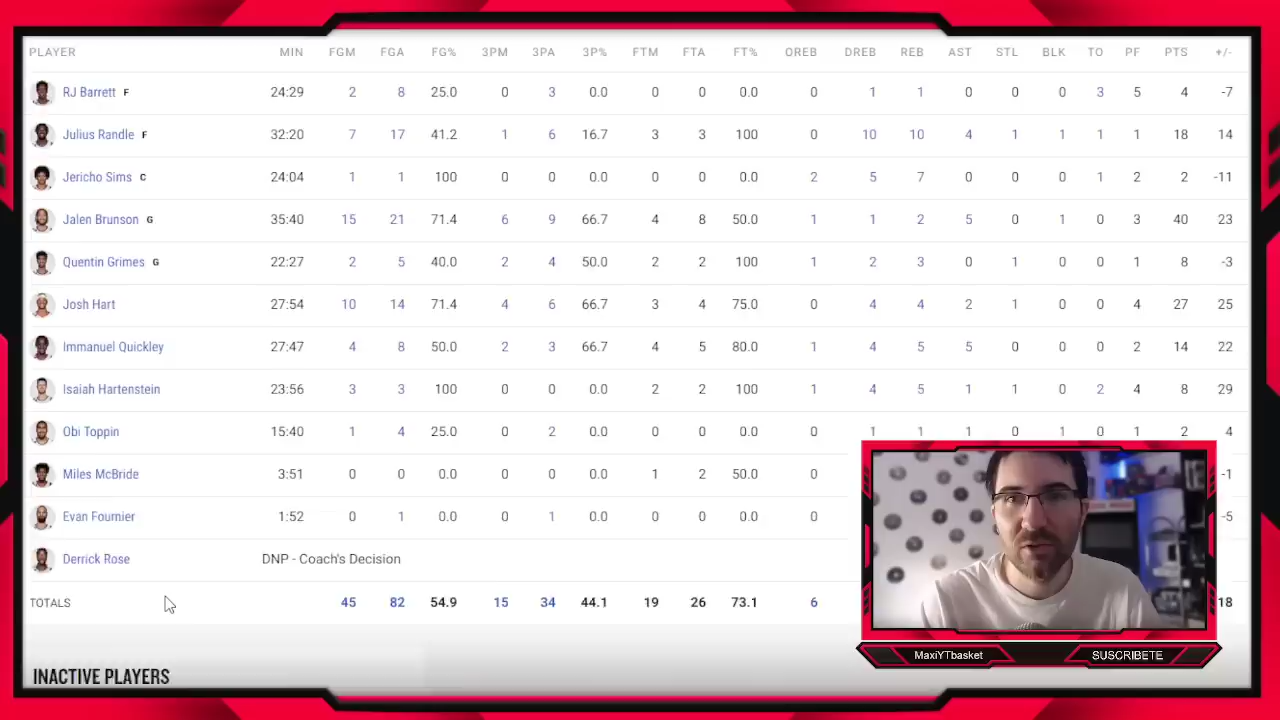 PLAYER MIN FGM FGA FG% 3PM 3PA 3P% FTM FTA FT% OREB DREB REB AST STL BLK TO PF PTS +/-
RJ Barrett F 24:29 2 8 25.0 0 3 0.0 0 0 0.0 0 1 1 0 0 0 3 5 4 -7
Julius Randle F 32:20 7 17 41.2 1 6 16.7 3 3 100 0 10 10 4 1 1 1 1 18 14
Jericho Sims C 24:04 1 1 100 0 0 0.0 0 0 0.0 2 5 7 0 0 0 1 2 2 -11
Jalen Brunson G 35:40 15 21 71.4 6 9 66.7 4 8 50.0 1 1 2 5 0 1 0 3 40 23
Quentin Grimes G 22:27 2 5 40.0 2 4 50.0 2 2 100 1 2 3 0 1 0 0 1 8 -3
Josh Hart 27:54 10 14 71.4 4 6 66.7 3 4 75.0 0 4 4 2 1 0 0 4 27 25
Immanuel Quickley 27:47 4 8 50.0 2 3 66.7 4 5 80.0 1 4 5 5 0 0 0 2 14 22
Isaiah Hartenstein 23:56 3 3 100 0 0 0.0 2 2 100 1 4 5 1 1 0 2 4 8 29
Obi Toppin 15:40 1 4 25.0 0 2 0.0 0 0 0.0 0 1 1 1 0 1 0 1 2 4
Miles McBride 3:51 0 0 0.0 0 0 0.0 1 2 50.0 0 -1
Evan Fournier 1:52 0 1 0.0 0 1 0.0 0 0 0.0 0 -5
Derrick Rose DNP - Coach's Decision
TOTALS 45 82 54.9 15 34 44.1 19 26 73.1 6 18
MaxiYTbasket SUSCRIBETE
INACTIVE PLAYERS